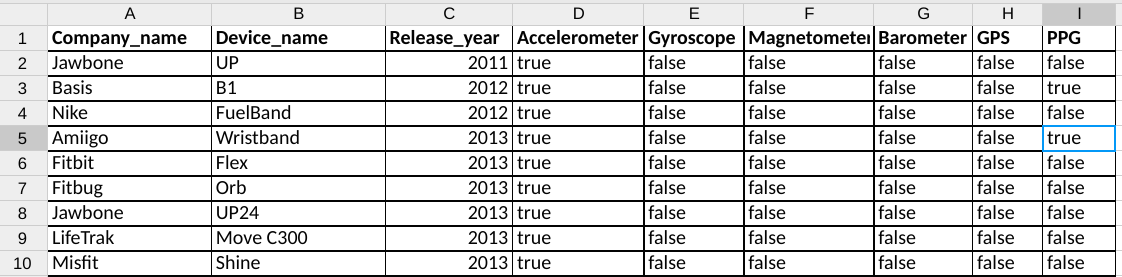 A B C D E F G H I
1 Company_name Device_name Release_year Accelerometer Gyroscope Magnetometer Barometer GPS PPG
2 Jawbone UP 2011 true false false false false false
3 Basis B1 2012 true false false false false true
4 Nike FuelBand 2012 true false false false false false
5 Amiigo Wristband 2013 true false false false false true
6 Fitbit Flex 2013 true false false false false false
7 Fitbug Orb 2013 true false false false false false
8 Jawbone UP24 2013 true false false false false false
9 LifeTrak Move C300 2013 true false false false false false
10 Misfit Shine 2013 true false false false false false